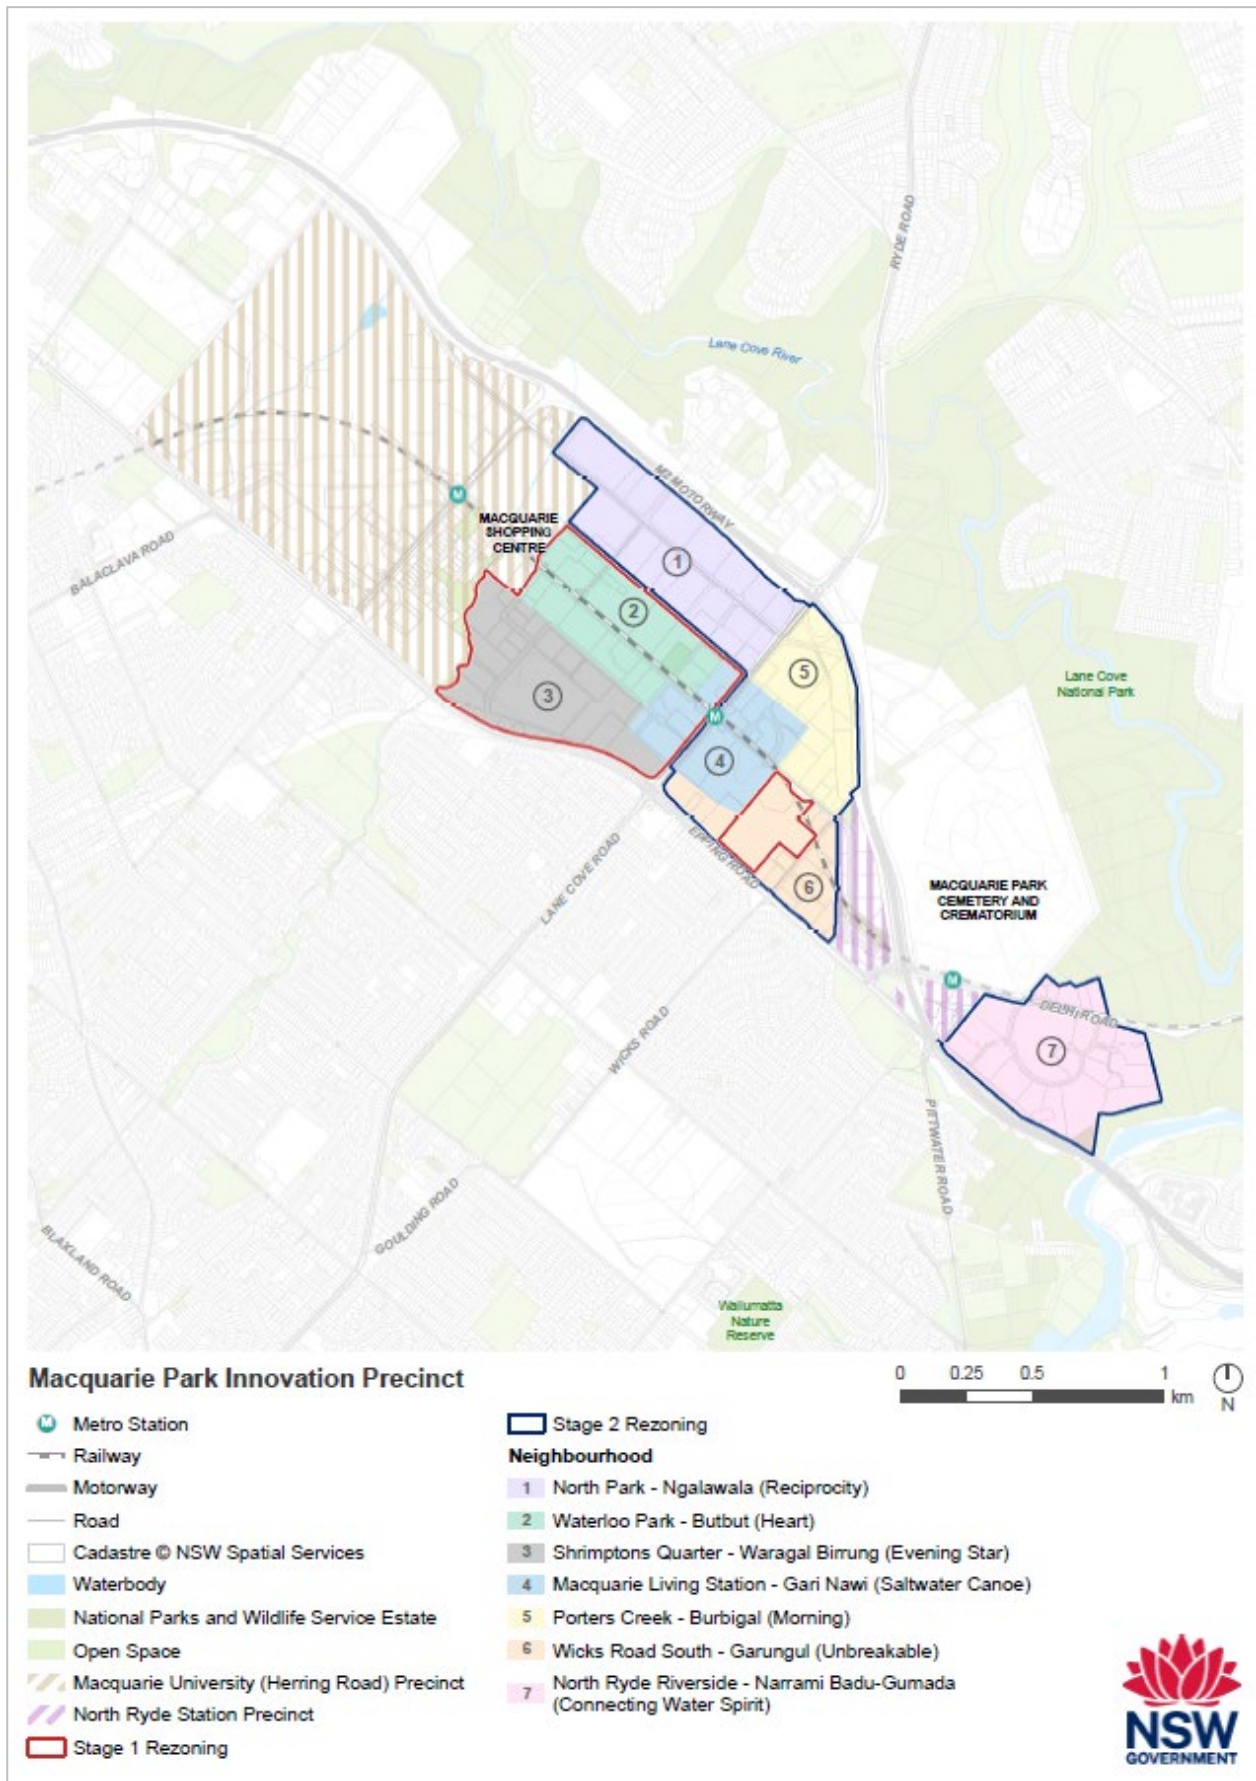 RYDE ROAD
Lane Cove River
M2 MOTORWAY
M
MACQUARIE
SHOPPING
CENTRE
BALACLAVA ROAD
1
2
3
5
M
4
Lane Cove
National Park
LANE COVE ROAD
EPPING ROAD
6
MACQUARIE PARK
CEMETERY AND
CREMATORIUM
M
DELHI ROAD
7
WICKS ROAD
PITTWATER ROAD
GOULDING ROAD
BLAXLAND ROAD
Wallumatta
Nature
Reserve
Macquarie Park Innovation Precinct
0 0.25 0.5 1
km
N
M Metro Station
Railway
Motorway
Road
Cadastre © NSW Spatial Services
Waterbody
National Parks and Wildlife Service Estate
Open Space
Macquarie University (Herring Road) Precinct
North Ryde Station Precinct
Stage 1 Rezoning
Stage 2 Rezoning
Neighbourhood
1 North Park - Ngalawala (Reciprocity)
2 Waterloo Park - Butbut (Heart)
3 Shrimptons Quarter - Waragal Birrung (Evening Star)
4 Macquarie Living Station - Gari Nawi (Saltwater Canoe)
5 Porters Creek - Burbigal (Morning)
6 Wicks Road South - Garungul (Unbreakable)
7 North Ryde Riverside - Narrami Badu-Gumada
(Connecting Water Spirit)
NSW
GOVERNMENT